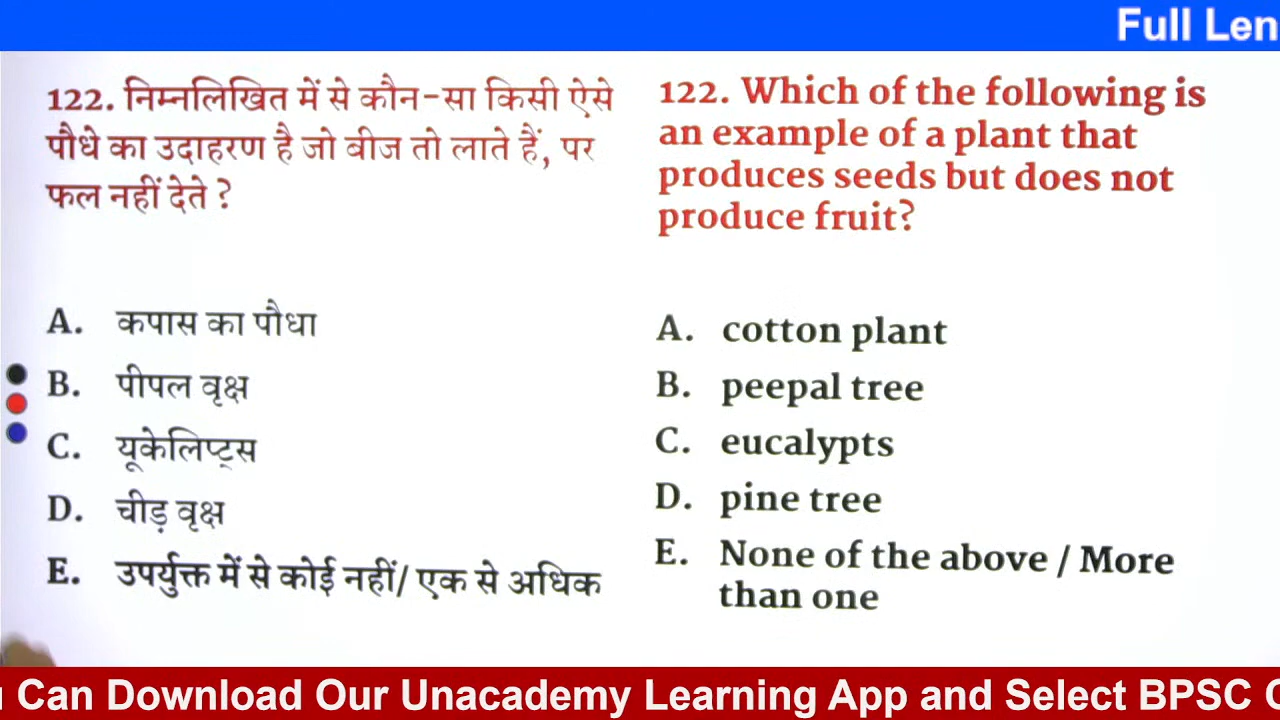 Full Len
122. निम्नलिखित में से कौन-सा किसी ऐसे
पौधे का उदाहरण है जो बीज तो लाते हैं, पर
फल नहीं देते ?
A. कपास का पौधा
B. पीपल वृक्ष
C. यूकेलिप्ट्स
D. चीड़ वृक्ष
E. उपर्युक्त में से कोई नहीं/ एक से अधिक
122. Which of the following is
an example of a plant that
produces seeds but does not
produce fruit?
A. cotton plant
B. peepal tree
C. eucalypts
D. pine tree
E. None of the above / More
than one
Can Download Our Unacademy Learning App and Select BPSC